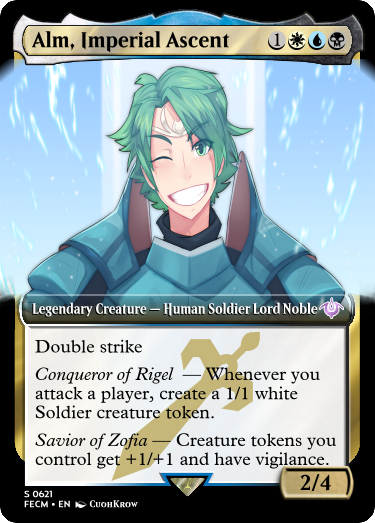 Alm, Imperial Ascent 1
Legendary Creature — Human Soldier Lord Noble
Double strike
Conqueror of Rigel — Whenever you
attack a player, create a 1/1 white
Soldier creature token.
Savior of Zofia — Creature tokens you
control get +1/+1 and have vigilance.
2/4
S 0621
FECM • EN CuohKrow